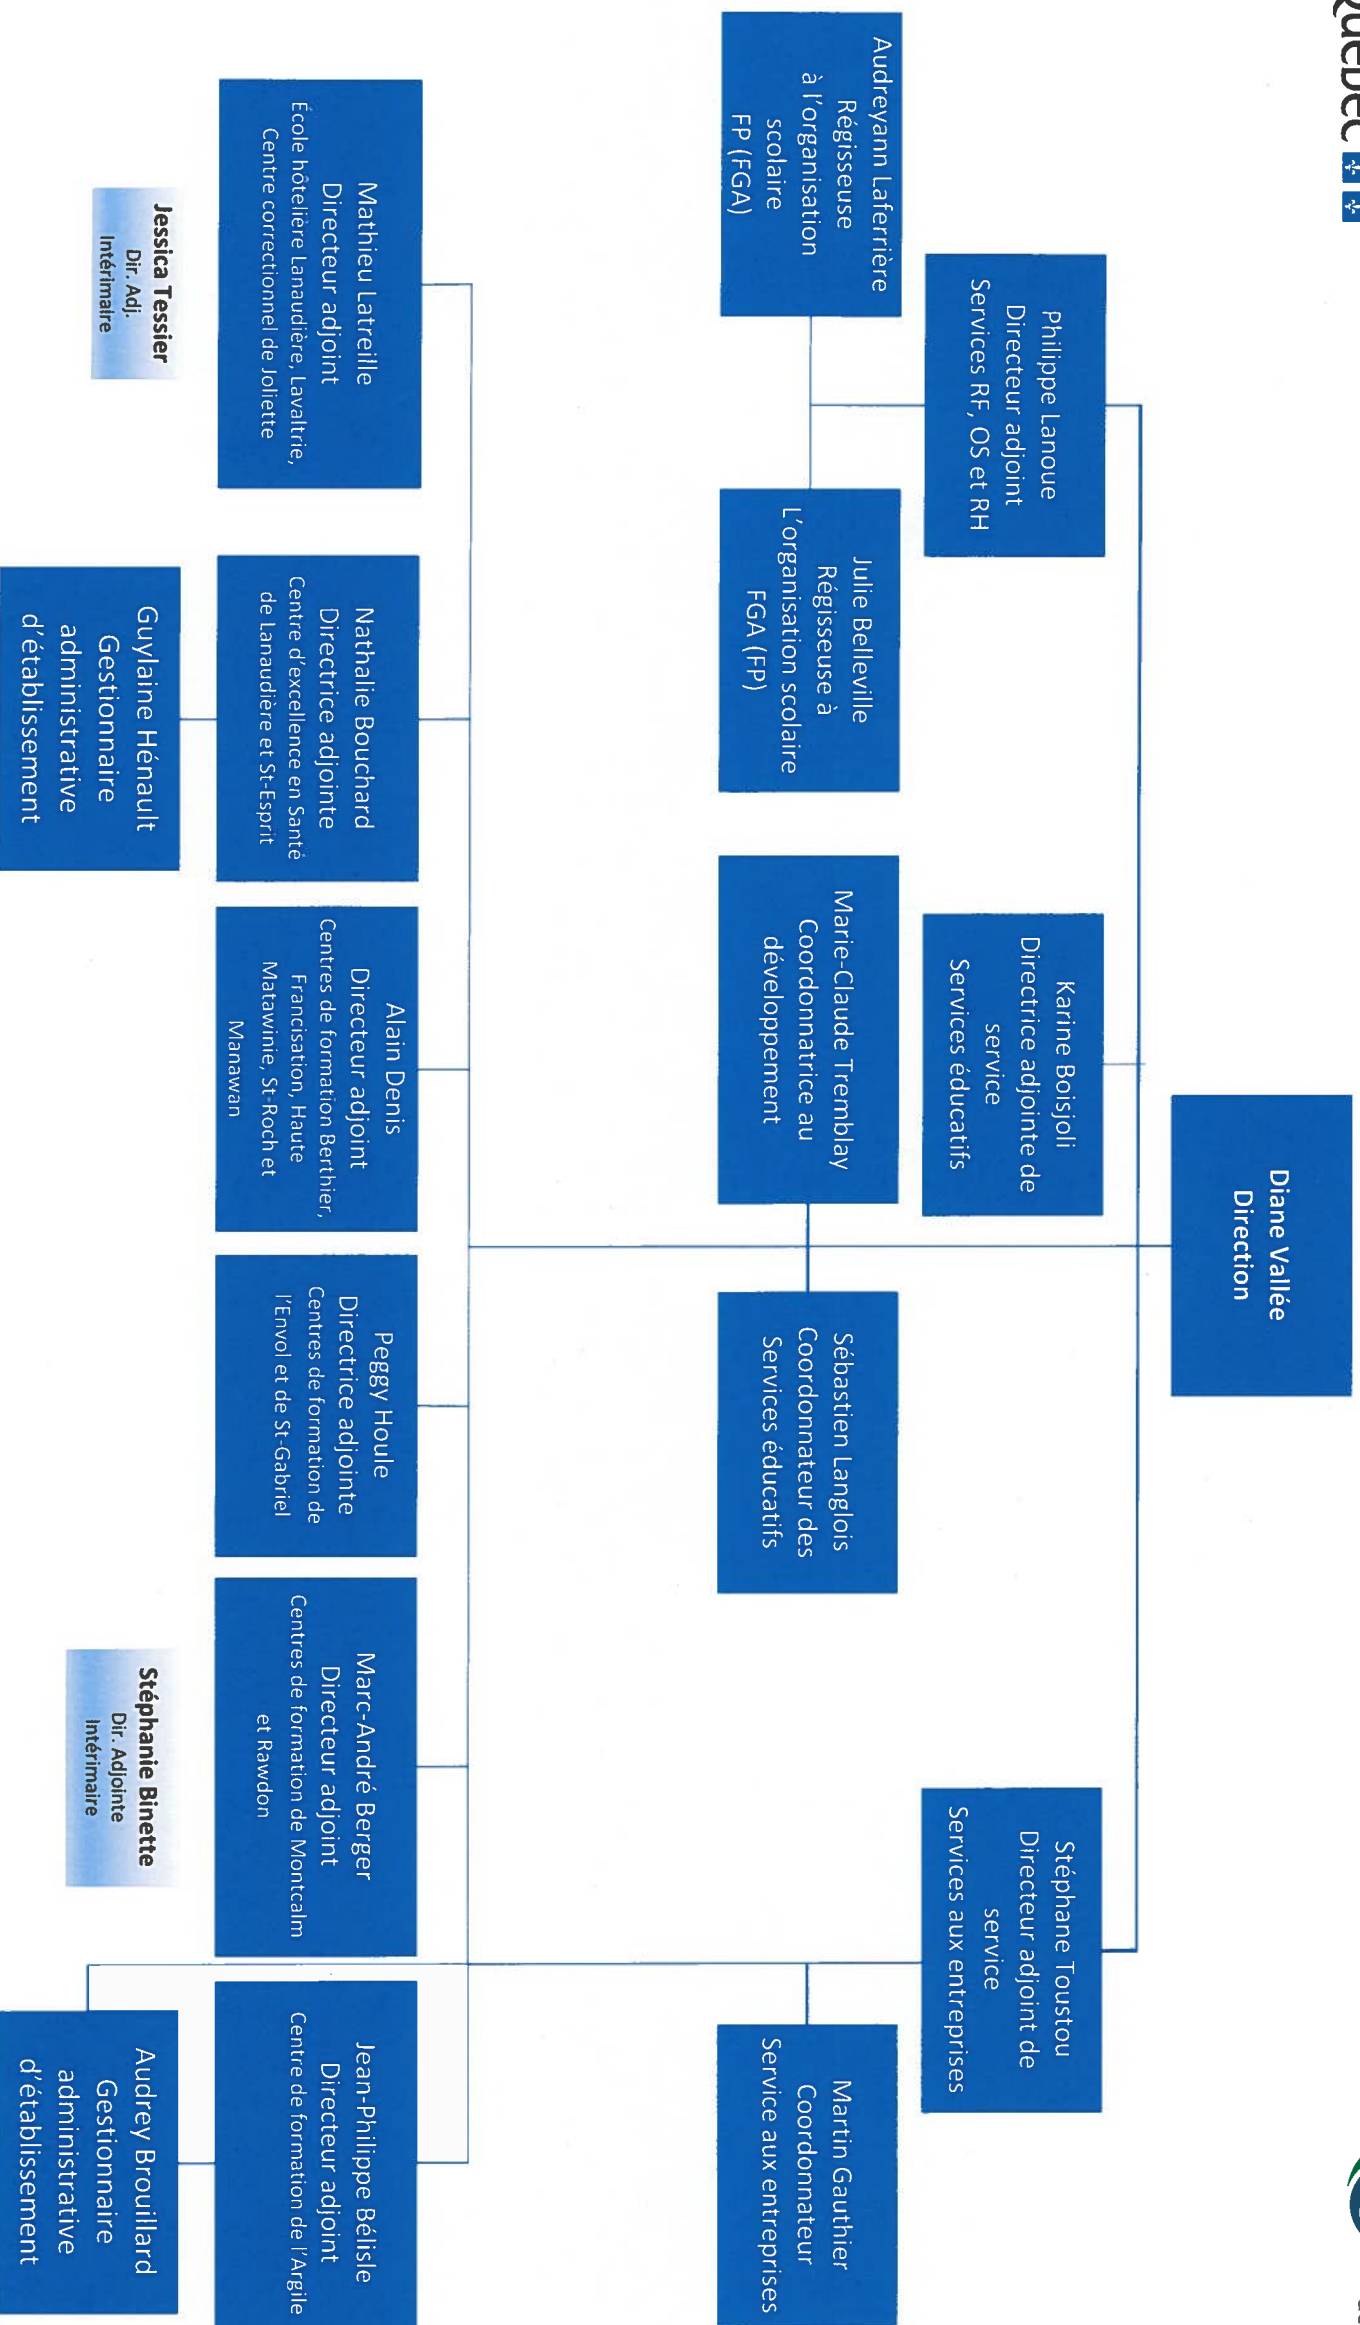 Québec
Diane Vallée
Direction
Philippe Lanoue
Directeur adjoint
Services RF, OS et RH
Karine Boisjoli
Directrice adjointe de
service
Services éducatifs
Stéphane Toustou
Directeur adjoint de
service
Services aux entreprises
Audreyann Laferrière
Régisseuse
à l'organisation
scolaire
FP (FGA)
Julie Belleville
Régisseuse à
L'organisation scolaire
FGA (FP)
Marie-Claude Tremblay
Coordonnatrice au
développement
Sébastien Langlois
Coordonnateur des
Services éducatifs
Martin Gauthier
Coordonnateur
Service aux entreprises
Mathieu Latreille
Directeur adjoint
École hôtelière Lanaudière, Lavaltrie,
Centre correctionnel de Joliette
Nathalie Bouchard
Directrice adjointe
Centre d'excellence en Santé
de Lanaudière et St-Esprit
Alain Denis
Directeur adjoint
Centres de formation Berthier,
Francisation, Haute
Matawinie, St-Roch et
Manawan
Peggy Houle
Directrice adjointe
Centres de formation de
l'Envol et de St-Gabriel
Marc-André Berger
Directeur adjoint
Centres de formation de Montcalm
et Rawdon
Jean-Philippe Bélisle
Directeur adjoint
Centre de formation de l'Argile
Jessica Tessier
Dir. Adj.
Intérimaire
Guylaine Hénault
Gestionnaire
administrative
d'établissement
Stéphanie Binette
Dir. Adjointe
Intérimaire
Audrey Brouillard
Gestionnaire
administrative
d'établissement